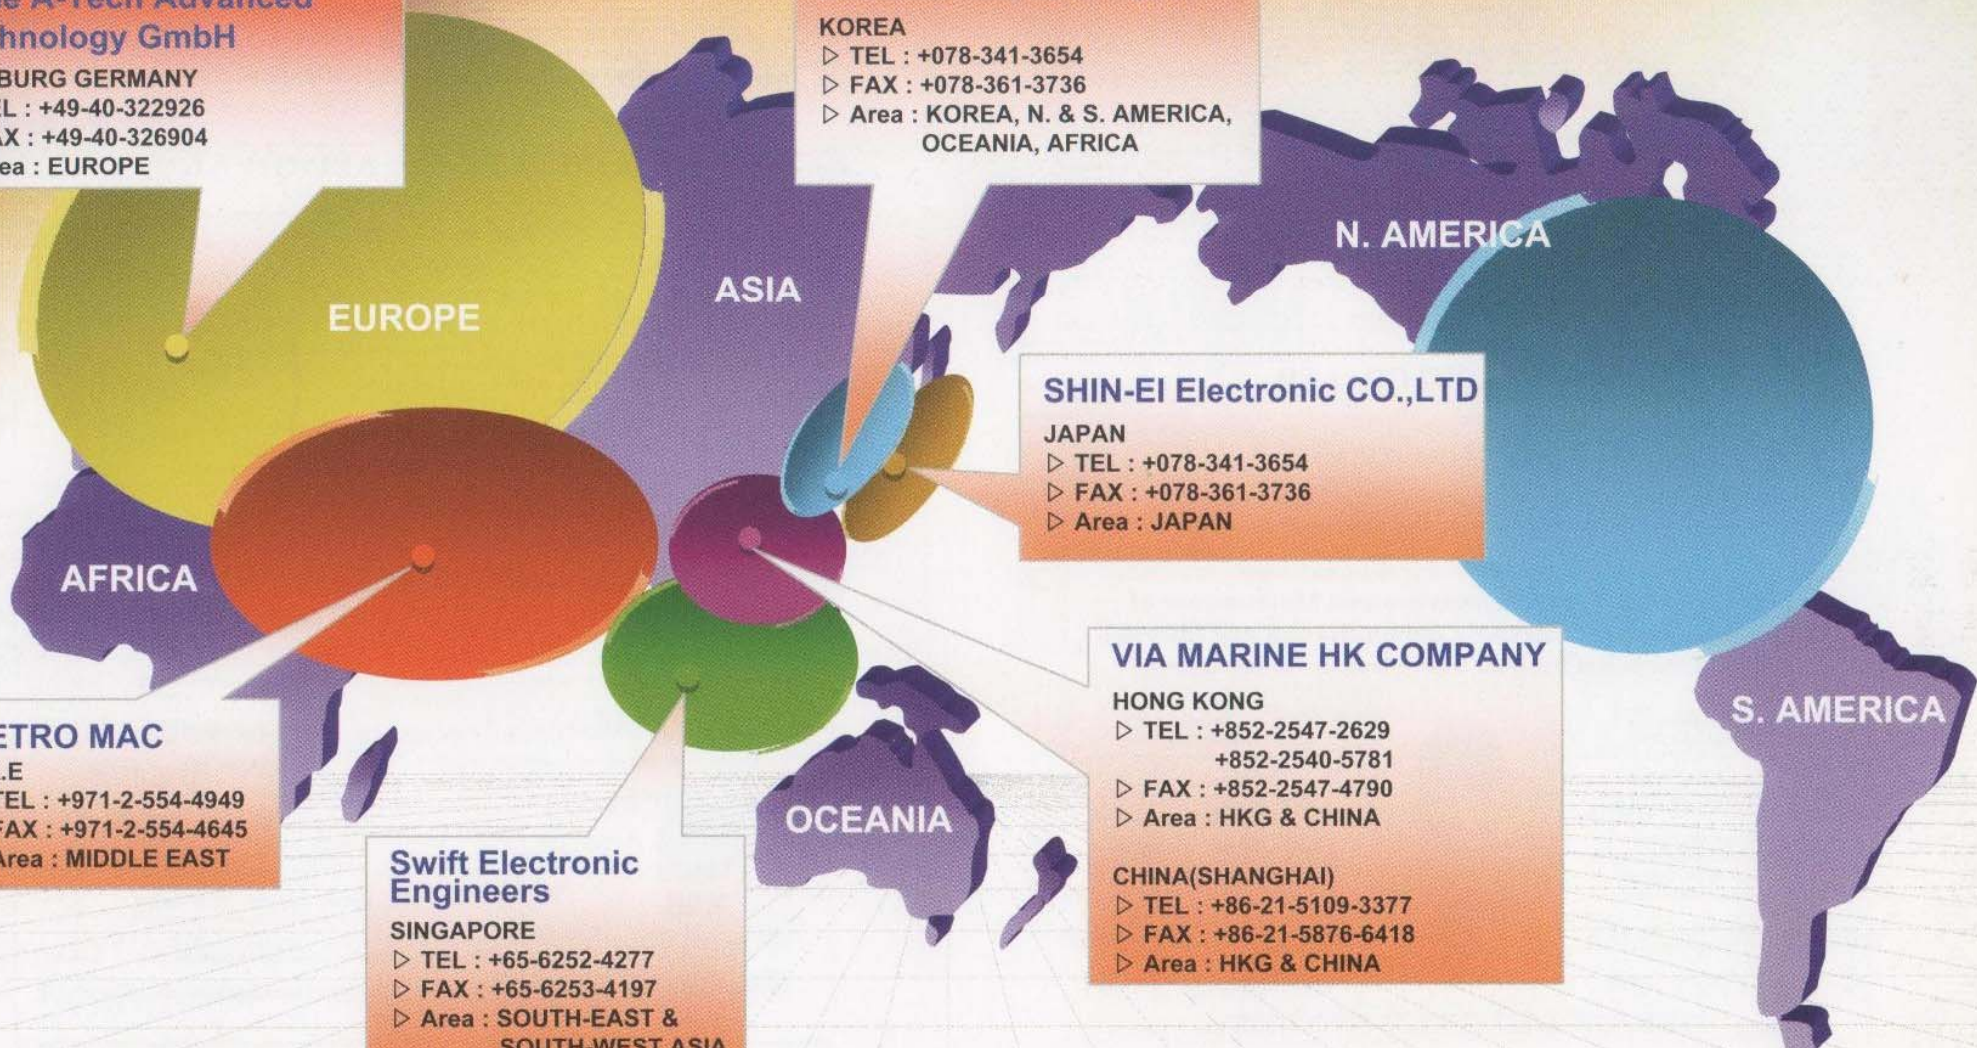 A-Tech Advanced
hnology GmbH
BURG GERMANY
EL : +49-40-322926
AX : +49-40-326904
ea : EUROPE
KOREA
▷ TEL : +078-341-3654
▷ FAX : +078-361-3736
▷ Area : KOREA, N. & S. AMERICA,
OCEANIA, AFRICA
EUROPE
ASIA
N. AMERICA
AFRICA
SHIN-EI Electronic CO.,LTD
JAPAN
▷ TEL : +078-341-3654
▷ FAX : +078-361-3736
▷ Area : JAPAN
VIA MARINE HK COMPANY
HONG KONG
▷ TEL : +852-2547-2629
+852-2540-5781
▷ FAX : +852-2547-4790
▷ Area : HKG & CHINA
CHINA(SHANGHAI)
▷ TEL : +86-21-5109-3377
▷ FAX : +86-21-5876-6418
▷ Area : HKG & CHINA
S. AMERICA
OCEANIA
ETRO MAC
.E
TEL : +971-2-554-4949
FAX : +971-2-554-4645
Area : MIDDLE EAST
Swift Electronic
Engineers
SINGAPORE
▷ TEL : +65-6252-4277
▷ FAX : +65-6253-4197
▷ Area : SOUTH-EAST &
SOUTH-WEST ASIA